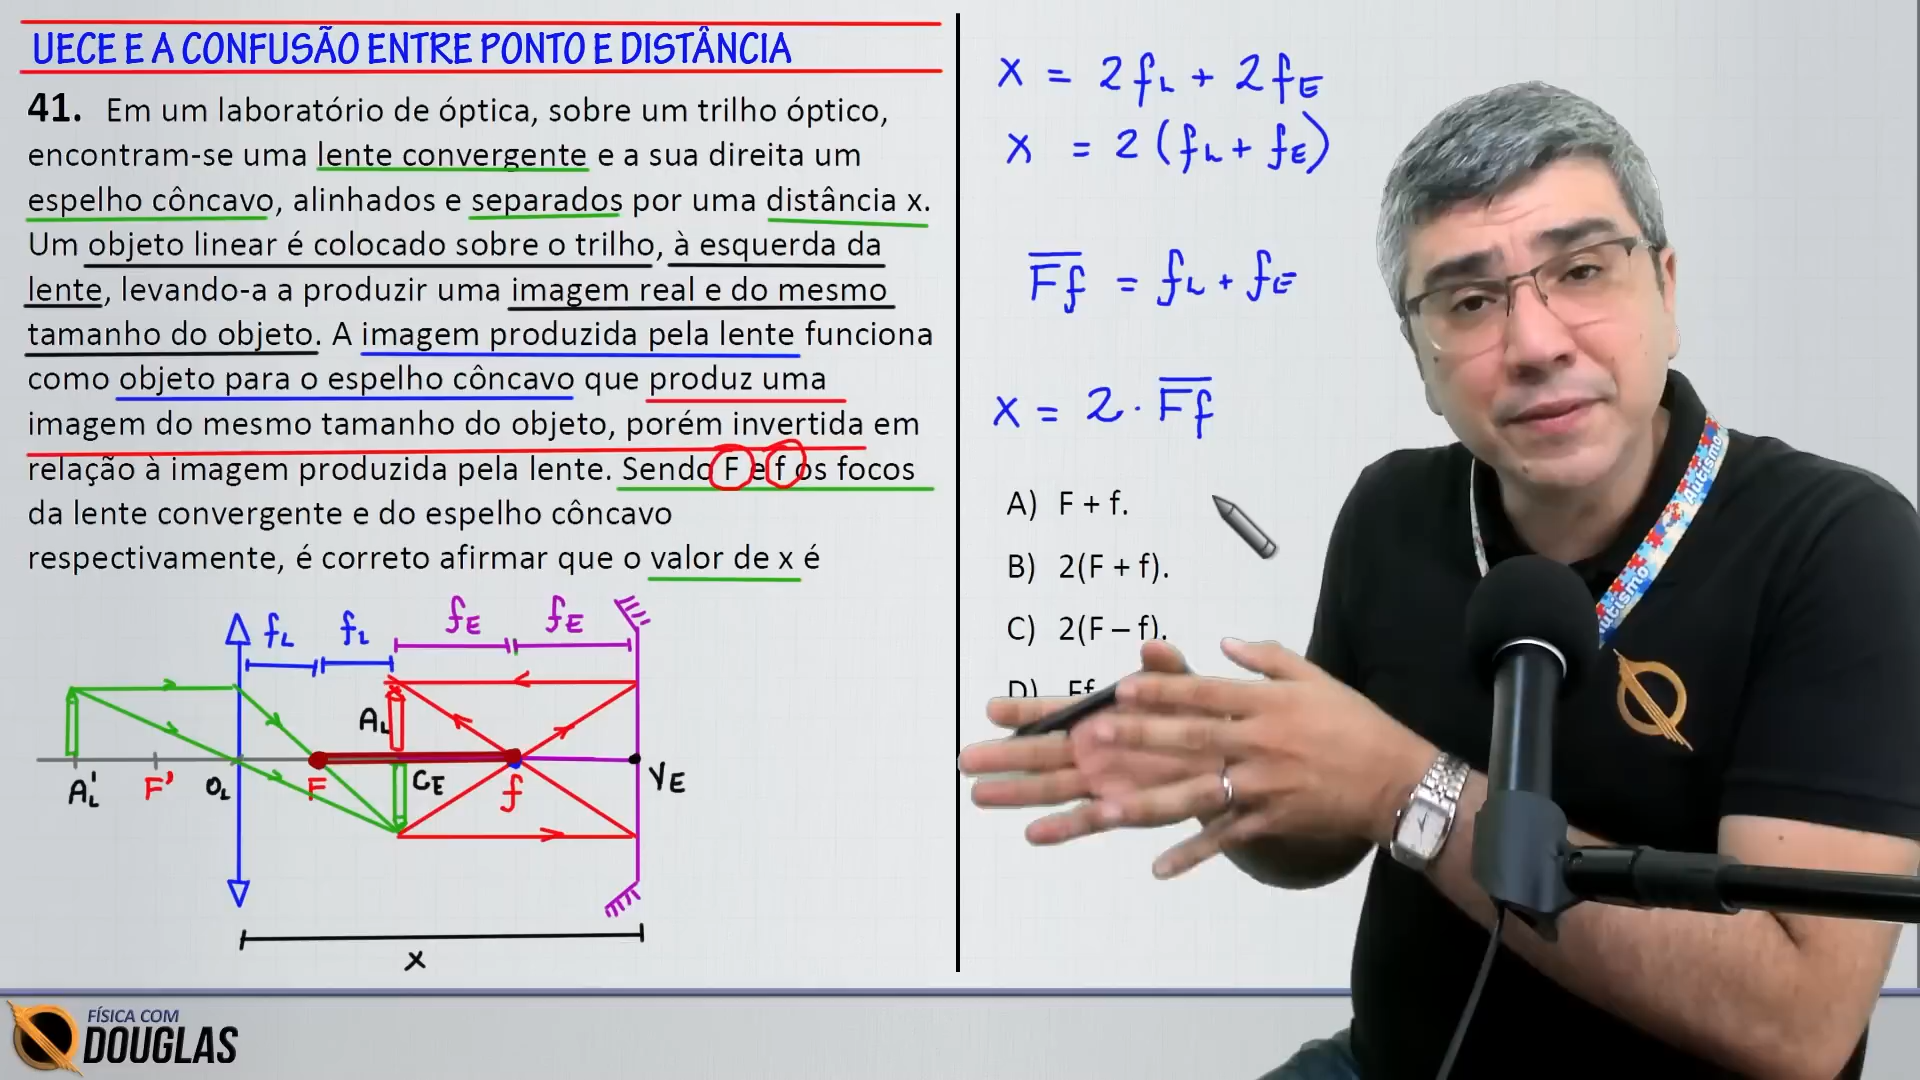 UECE E A CONFUSÃO ENTRE PONTO E DISTÂNCIA
41. Em um laboratório de óptica, sobre um trilho óptico,
encontram-se uma lente convergente e a sua direita um
espelho côncavo, alinhados e separados por uma distância x.
Um objeto linear é colocado sobre o trilho, à esquerda da
lente, levando-a a produzir uma imagem real e do mesmo
tamanho do objeto. A imagem produzida pela lente funciona
como objeto para o espelho côncavo que produz uma
imagem do mesmo tamanho do objeto, porém invertida em
relação à imagem produzida pela lente. Sendo F e f os focos
da lente convergente e do espelho côncavo
respectivamente, é correto afirmar que o valor de x é
fL fL fE fE
AL
A'L F' OL F CE f VE
x
x = 2fL + 2fE
x = 2(fL + fE)
F̅f̅ = fL + fE
x = 2 · F̅f̅
A) F + f.
B) 2(F + f).
C) 2(F – f).
D) Ff
Autismo
Autismo
FÍSICA COM
DOUGLAS